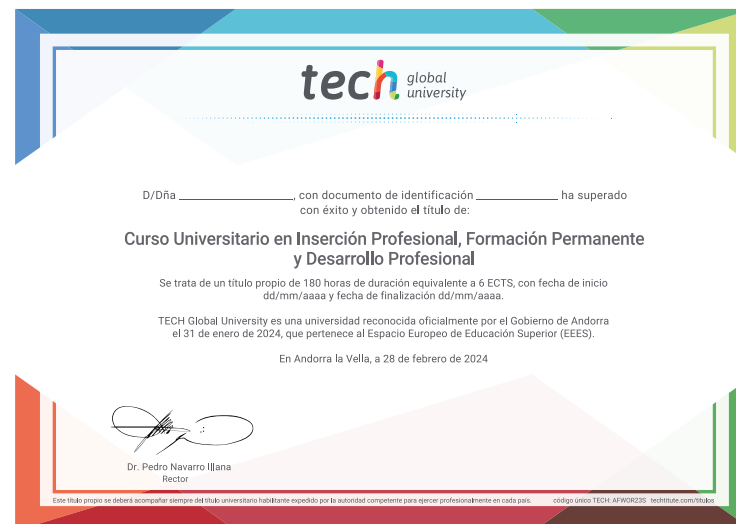 tech global
university
D/Dña ______________, con documento de identificación __________ ha superado
con éxito y obtenido el título de:
Curso Universitario en Inserción Profesional, Formación Permanente
y Desarrollo Profesional
Se trata de un título propio de 180 horas de duración equivalente a 6 ECTS, con fecha de inicio
dd/mm/aaaa y fecha de finalización dd/mm/aaaa.
TECH Global University es una universidad reconocida oficialmente por el Gobierno de Andorra
el 31 de enero de 2024, que pertenece al Espacio Europeo de Educación Superior (EEES).
En Andorra la Vella, a 28 de febrero de 2024
Dr. Pedro Navarro Illana
Rector
Este título propio se deberá acompañar siempre del título universitario habilitante expedido por la autoridad competente para ejercer profesionalmente en cada país. código único TECH: AFWOR23S techtitute.com/titulos